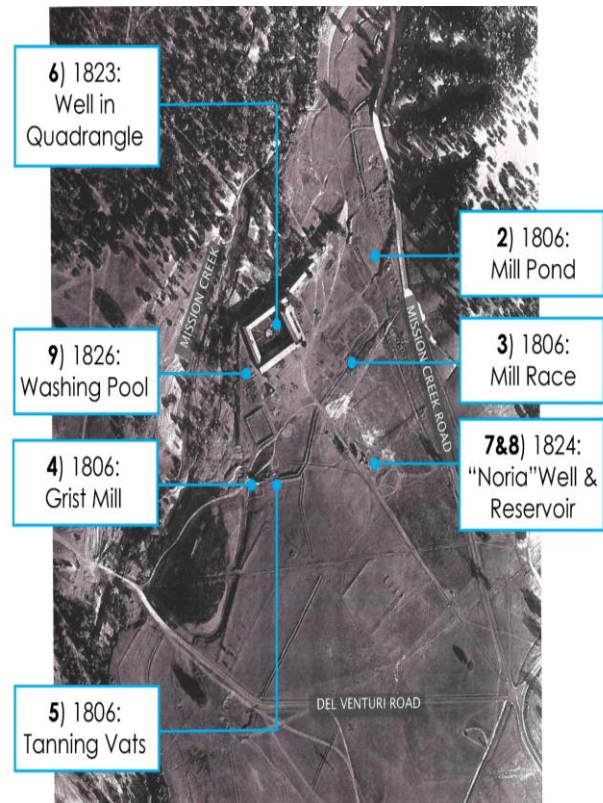 6) 1823:
Well in
Quadrangle
2) 1806:
Mill Pond
9) 1826:
Washing Pool
3) 1806:
Mill Race
4) 1806:
Grist Mill
7&8) 1824:
"Noria"Well &
Reservoir
5) 1806:
Tanning Vats
MISSION CREEK
MISSION CREEK ROAD
DEL VENTURI ROAD